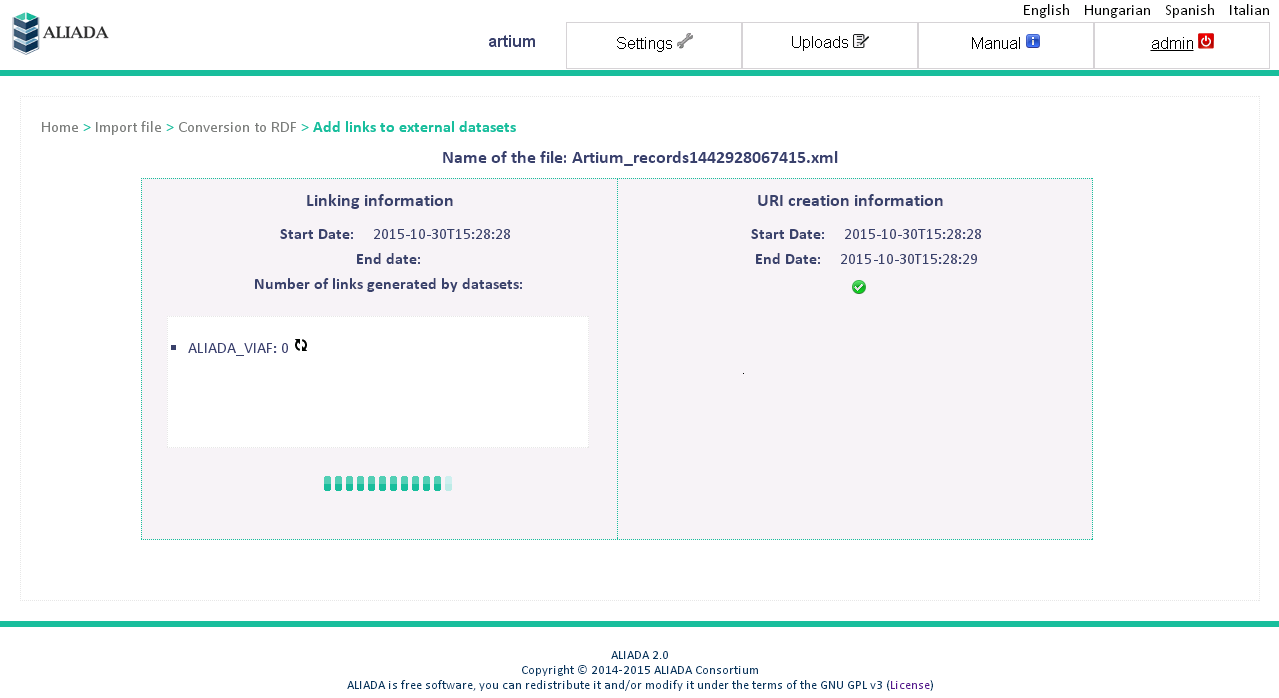 English Hungarian Spanish Italian
ALIADA
artium
Settings
Uploads
Manual
admin
Home > Import file > Conversion to RDF > Add links to external datasets
Name of the file: Artium_records1442928067415.xml
Linking information
Start Date: 2015-10-30T15:28:28
End date:
Number of links generated by datasets:
ALIADA_VIAF: 0
URI creation information
Start Date: 2015-10-30T15:28:28
End Date: 2015-10-30T15:28:29
ALIADA 2.0
Copyright © 2014-2015 ALIADA Consortium
ALIADA is free software, you can redistribute it and/or modify it under the terms of the GNU GPL v3 (License)